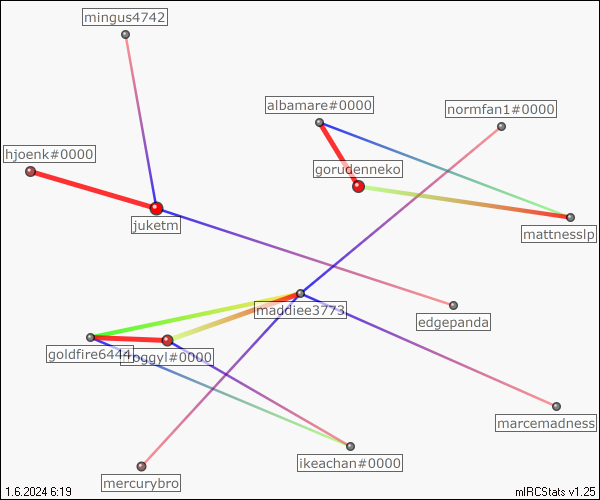 mingus4742
albamare#0000
normfan1#0000
hjoenk#0000
gorudenneko
juketm
mattnesslp
maddiee3773
edgepanda
goldfire6444
roggyl#0000
marcemadness
ikeachan#0000
mercurybro
1.6.2024 6:19
mIRCStats v1.25